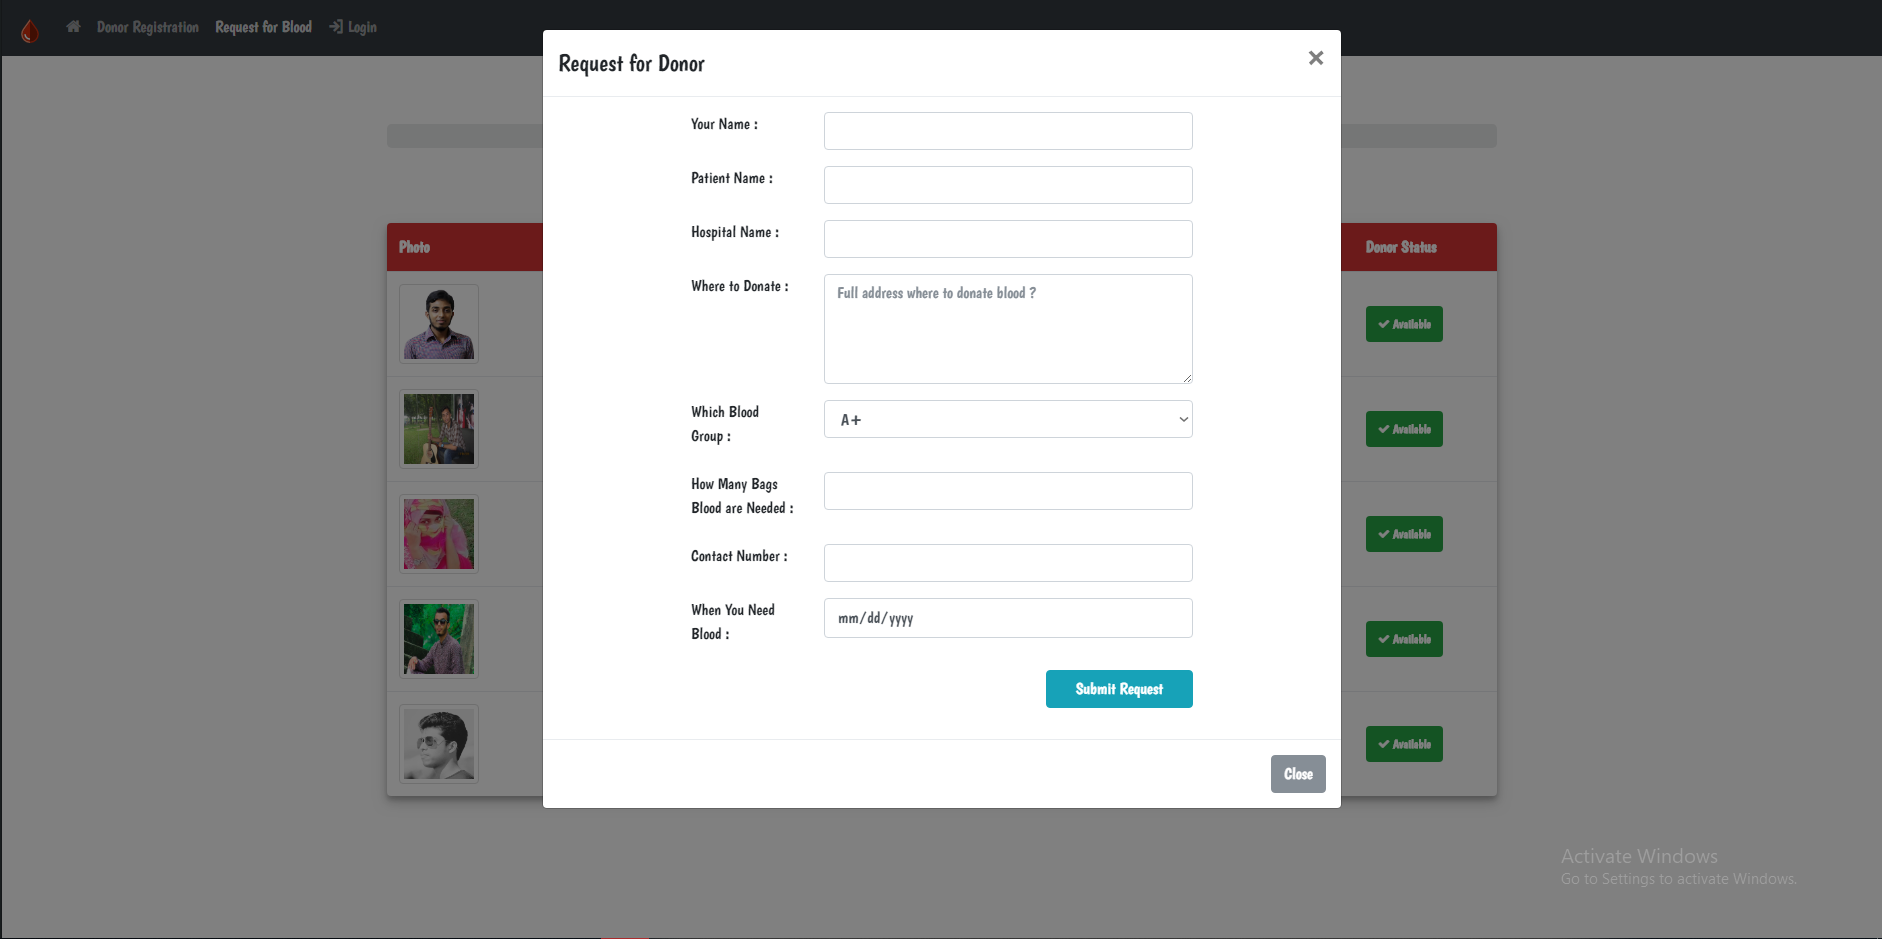 Donor Registration Request for Blood Login
Request for Donor ×
Your Name :
Patient Name :
Hospital Name :
Where to Donate :
Full address where to donate blood ?
Which Blood
Group :
A+
How Many Bags
Blood are Needed :
Contact Number :
When You Need
Blood :
mm/dd/yyyy
Submit Request
Close
Photo Donor Status
Available
Available
Available
Available
Available
Activate Windows
Go to Settings to activate Windows.